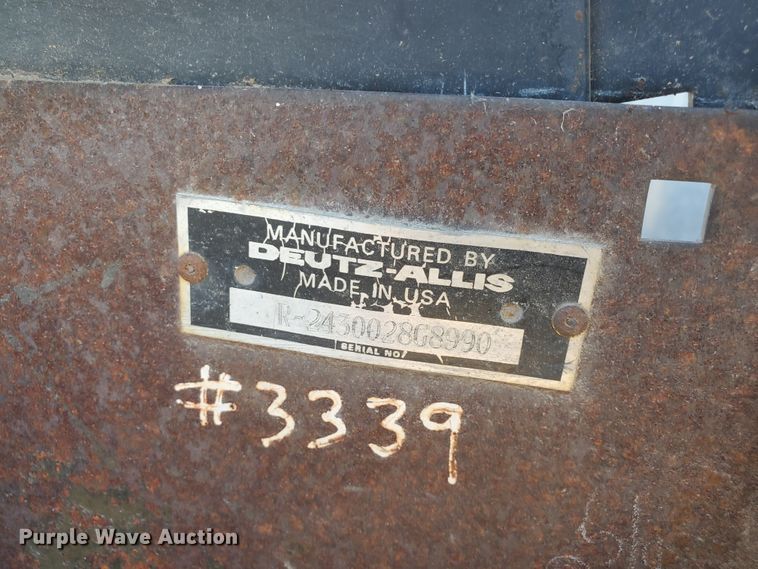 MANUFACTURED BY
DEUTZ-ALLIS
MADE IN USA
R-2430028G8990
SERIAL NO
#3339
Purple Wave Auction